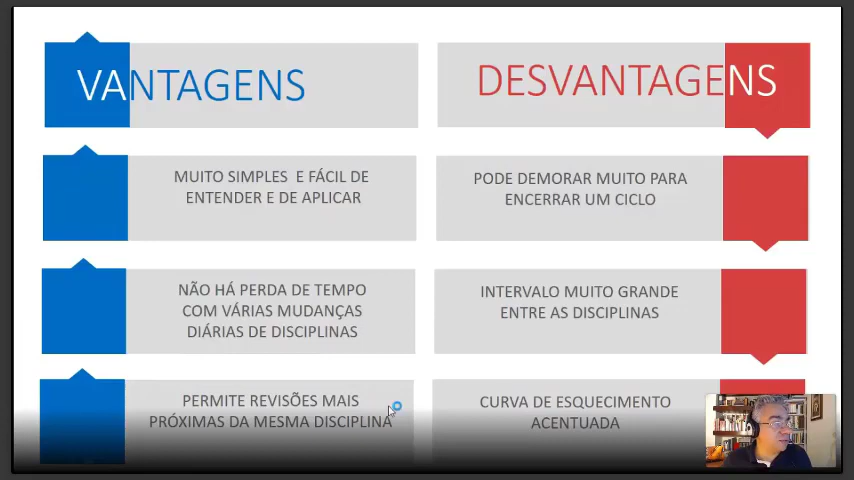 VANTAGENS
DESVANTAGENS
MUITO SIMPLES E FÁCIL DE
ENTENDER E DE APLICAR
PODE DEMORAR MUITO PARA
ENCERRAR UM CICLO
NÃO HÁ PERDA DE TEMPO
COM VÁRIAS MUDANÇAS
DIÁRIAS DE DISCIPLINAS
INTERVALO MUITO GRANDE
ENTRE AS DISCIPLINAS
PERMITE REVISÕES MAIS
PRÓXIMAS DA MESMA DISCIPLINA
CURVA DE ESQUECIMENTO
ACENTUADA